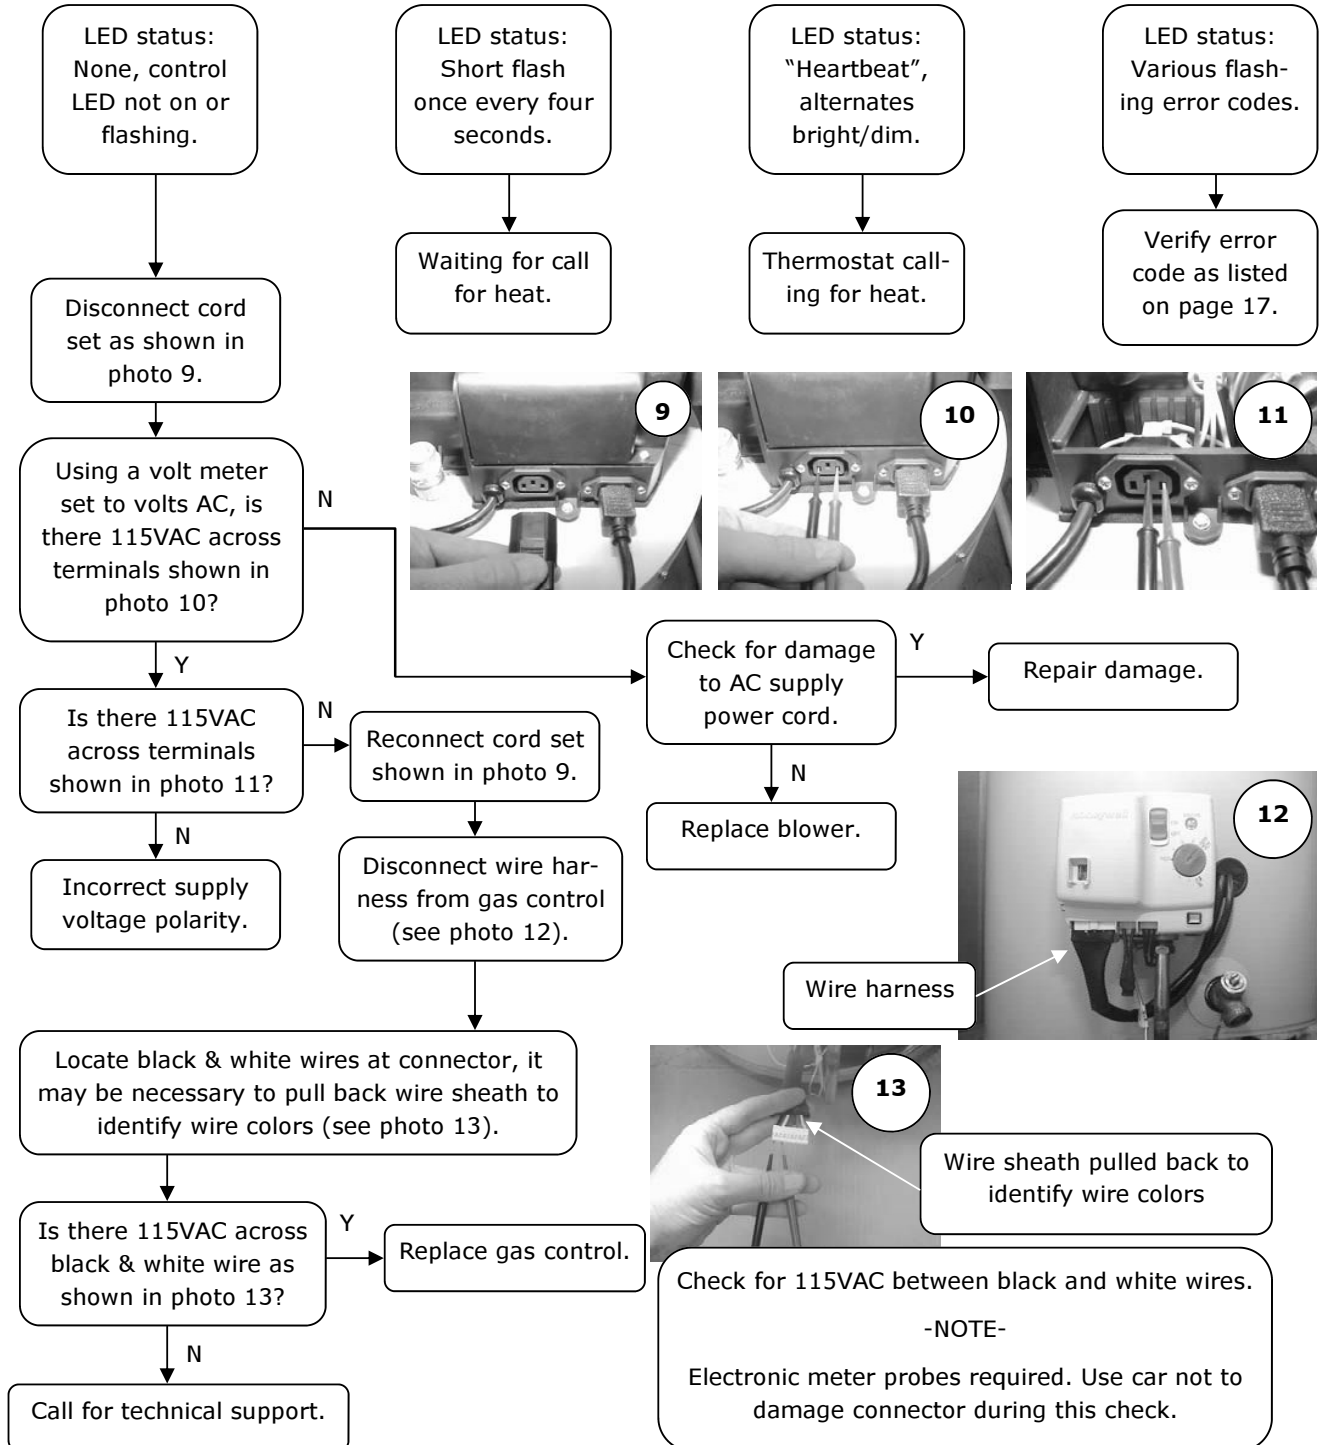 LED status:
None, control
LED not on or
flashing.
LED status:
Short flash
once every four
seconds.
LED status:
“Heartbeat”,
alternates
bright/dim.
LED status:
Various flash-
ing error codes.
Waiting for call
for heat.
Thermostat call-
ing for heat.
Verify error
code as listed
on page 17.
Disconnect cord
set as shown in
photo 9.
9
10
11
Using a volt meter
set to volts AC, is
there 115VAC across
terminals shown in
photo 10?
N
Y
Check for damage
to AC supply
power cord.
Y
Repair damage.
N
Replace blower.
Is there 115VAC
across terminals
shown in photo 11?
N
Reconnect cord set
shown in photo 9.
N
Incorrect supply
voltage polarity.
Disconnect wire har-
ness from gas control
(see photo 12).
12
Wire harness
Locate black & white wires at connector, it
may be necessary to pull back wire sheath to
identify wire colors (see photo 13).
13
Wire sheath pulled back to
identify wire colors
Is there 115VAC across
black & white wire as
shown in photo 13?
Y
Replace gas control.
N
Call for technical support.
Check for 115VAC between black and white wires.
-NOTE-
Electronic meter probes required. Use car not to
damage connector during this check.